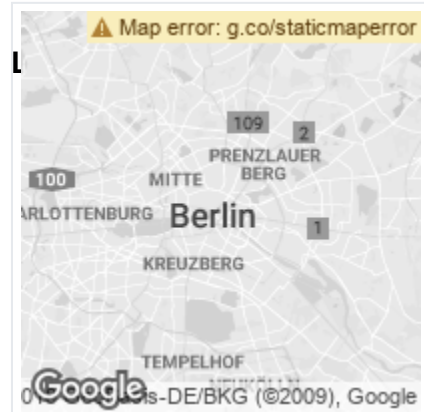 Map error: g.co/staticmaperror
L
109
2
PRENZLAUER
BERG
100
MITTE
ARLOTTENBURG
Berlin
1
KREUZBERG
TEMPELHOF
Google
-DE/BKG (©2009), Google